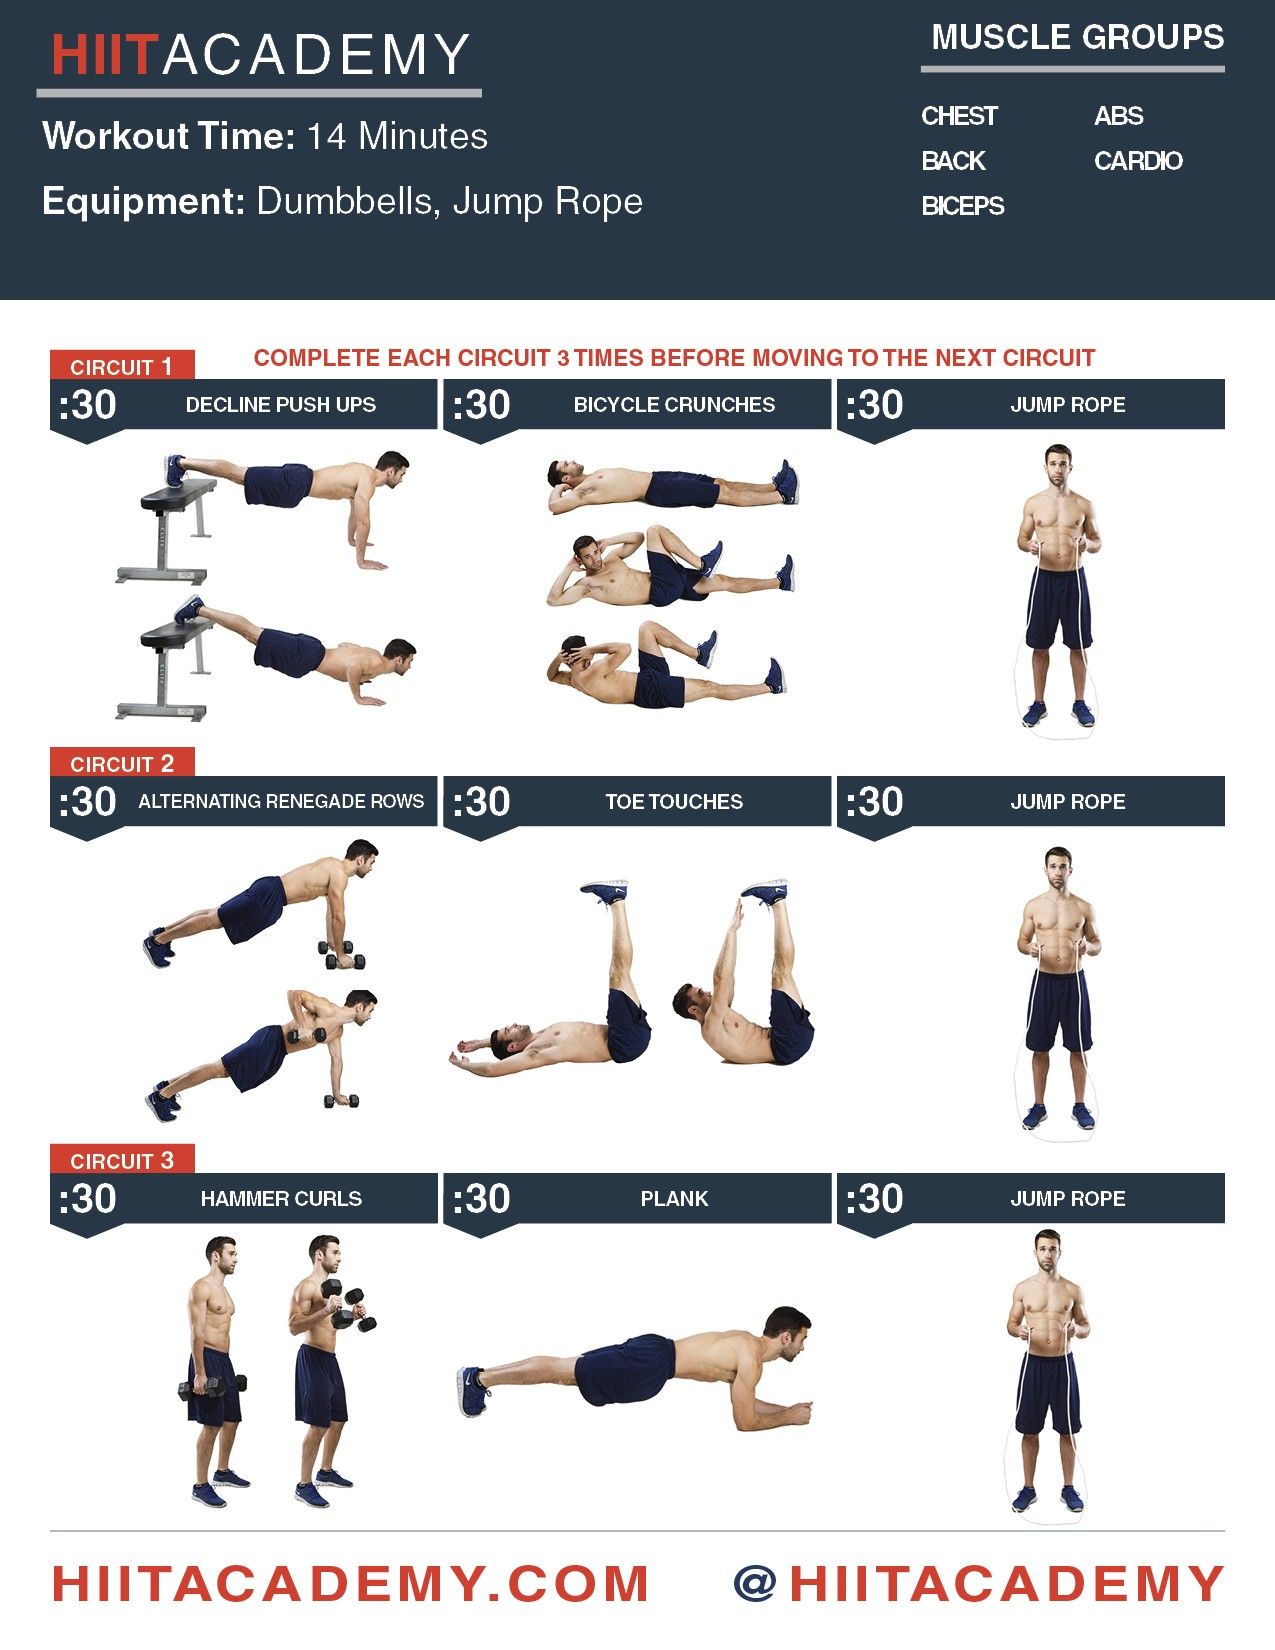 HIITACADEMY
Workout Time: 14 Minutes
Equipment: Dumbbells, Jump Rope
MUSCLE GROUPS
CHEST
BACK
BICEPS
ABS
CARDIO
CIRCUIT 1
COMPLETE EACH CIRCUIT 3 TIMES BEFORE MOVING TO THE NEXT CIRCUIT
:30 DECLINE PUSH UPS
:30 BICYCLE CRUNCHES
:30 JUMP ROPE
CIRCUIT 2
:30 ALTERNATING RENEGADE ROWS
:30 TOE TOUCHES
:30 JUMP ROPE
CIRCUIT 3
:30 HAMMER CURLS
:30 PLANK
:30 JUMP ROPE
HIITACADEMY.COM
@HIITACADEMY